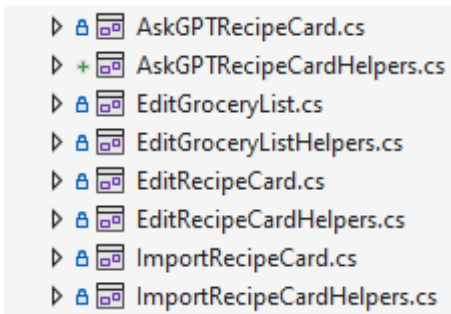 AskGPTRecipeCard.cs
AskGPTRecipeCardHelpers.cs
EditGroceryList.cs
EditGroceryListHelpers.cs
EditRecipeCard.cs
EditRecipeCardHelpers.cs
ImportRecipeCard.cs
ImportRecipeCardHelpers.cs